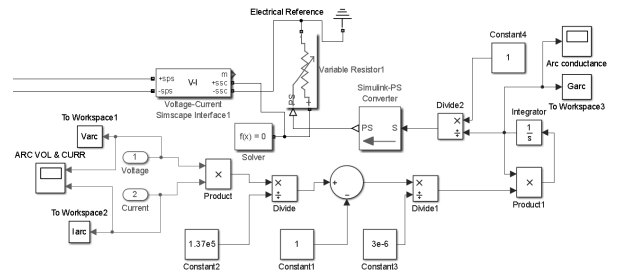 Electrical Reference
Constant4
1
Arc conductance
+sps
-sps
V-I
m
+ssc
-ssc
Voltage-Current
Simscape Interface1
PS
+
-
Variable Resistor1
Simulink-PS
Converter
PS S
Divide2
×
÷
Garc
To Workspace3
Integrator
1
s
f(x) = 0
Solver
To Workspace1
Varc
ARC VOL & CURR
1
Voltage
2
Current
To Workspace2
Iarc
×
Product
×
÷
Divide
+
−
×
÷
Divide1
×
Product1
1.37e5
Constant2
1
Constant1
3e-6
Constant3